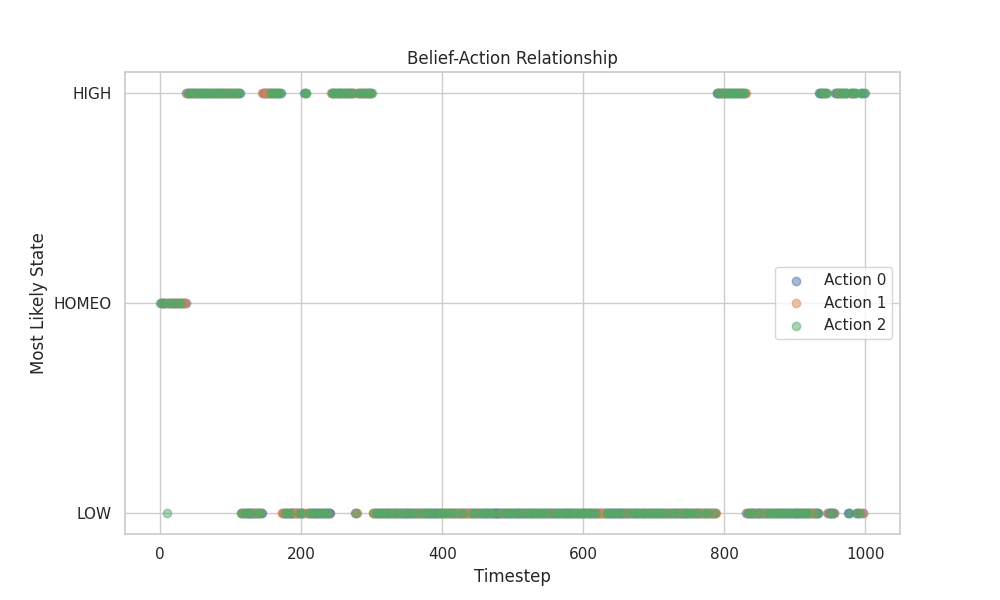 Belief-Action Relationship
HIGH
HOMEO
LOW
Most Likely State
Action 0
Action 1
Action 2
0
200
400
600
800
1000
Timestep